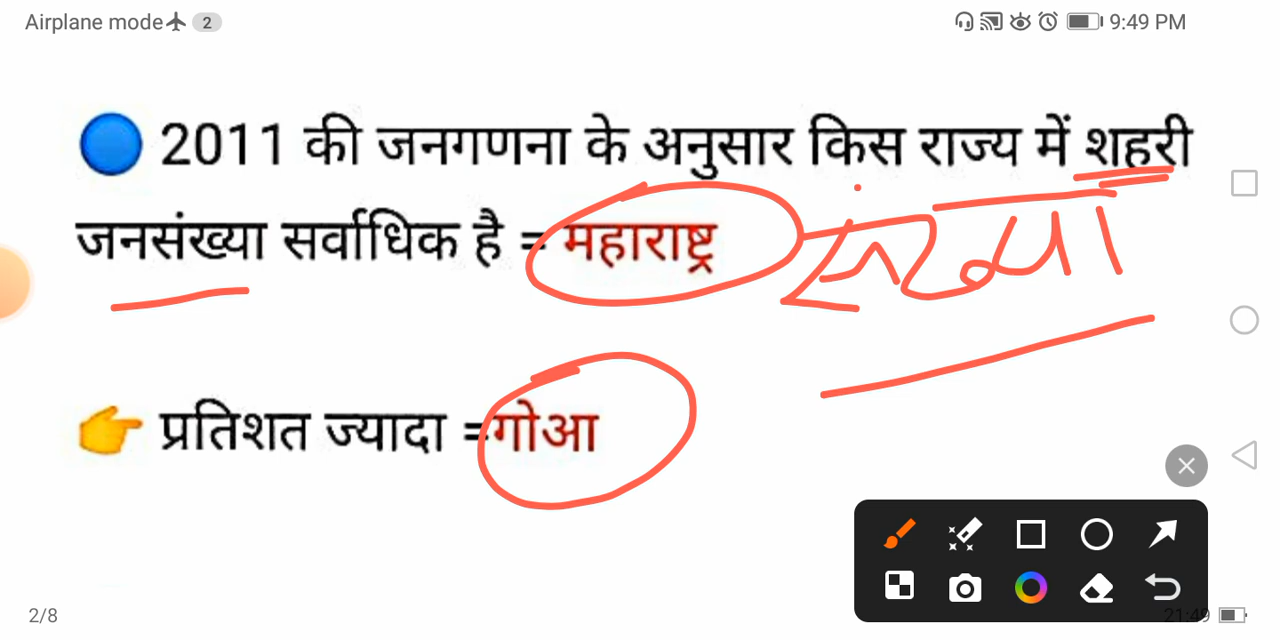 Airplane mode 2 9:49 PM
2011 की जनगणना के अनुसार किस राज्य में शहरी
जनसंख्या सर्वाधिक है = महाराष्ट्र संख्या
प्रतिशत ज्यादा =गोआ
2/8 21:49